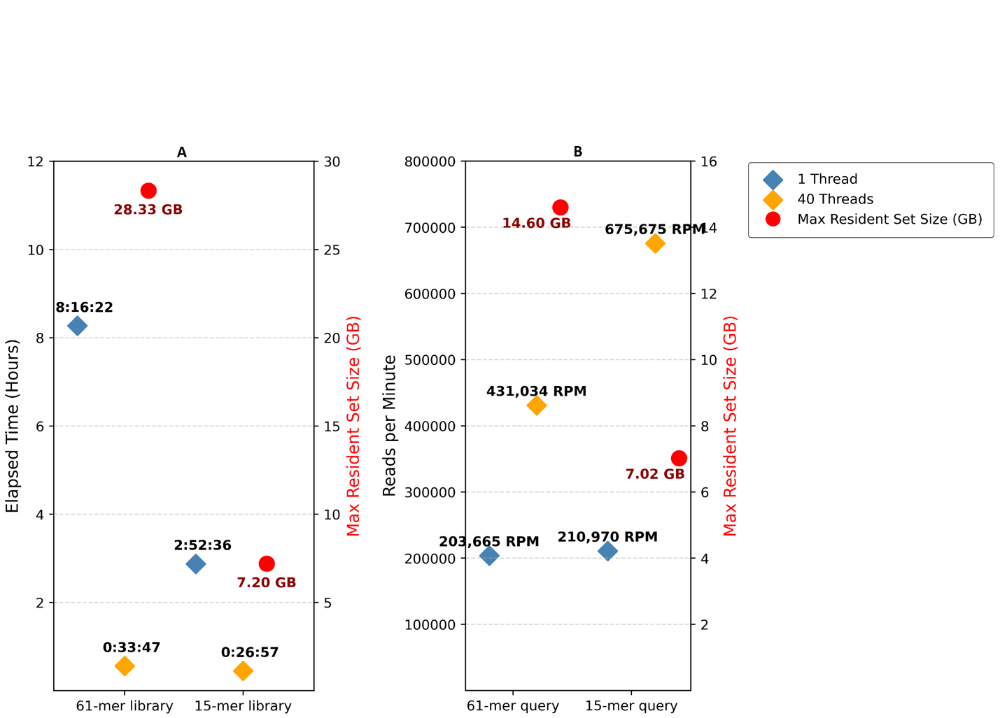 A
12
10
8
6
4
2
Elapsed Time (Hours)
30
25
20
15
10
5
Max Resident Set Size (GB)
28.33 GB
8:16:22
2:52:36
7.20 GB
0:33:47
0:26:57
61-mer library
15-mer library
B
800000
700000
600000
500000
400000
300000
200000
100000
Reads per Minute
16
14
12
10
8
6
4
2
Max Resident Set Size (GB)
14.60 GB
675,675 RPM
431,034 RPM
7.02 GB
203,665 RPM
210,970 RPM
61-mer query
15-mer query
1 Thread
40 Threads
Max Resident Set Size (GB)